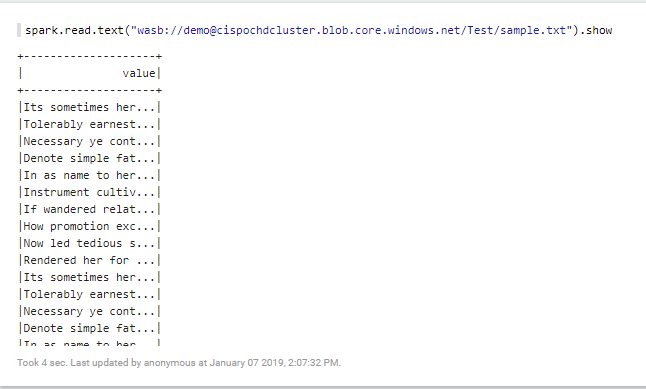 spark.read.text("wasb://demo@cispochdcluster.blob.core.windows.net/Test/sample.txt").show
+--------------------+
|               value|
+--------------------+
|Its sometimes her...|
|Tolerably earnest...|
|Necessary ye cont...|
|Denote simple fat...|
|In as name to her...|
|Instrument cultiv...|
|If wandered relat...|
|How promotion exc...|
|Now led tedious s...|
|Rendered her for ...|
|Its sometimes her...|
|Tolerably earnest...|
|Necessary ye cont...|
|Denote simple fat...|
|In as name to her...|
Took 4 sec. Last updated by anonymous at January 07 2019, 2:07:32 PM.